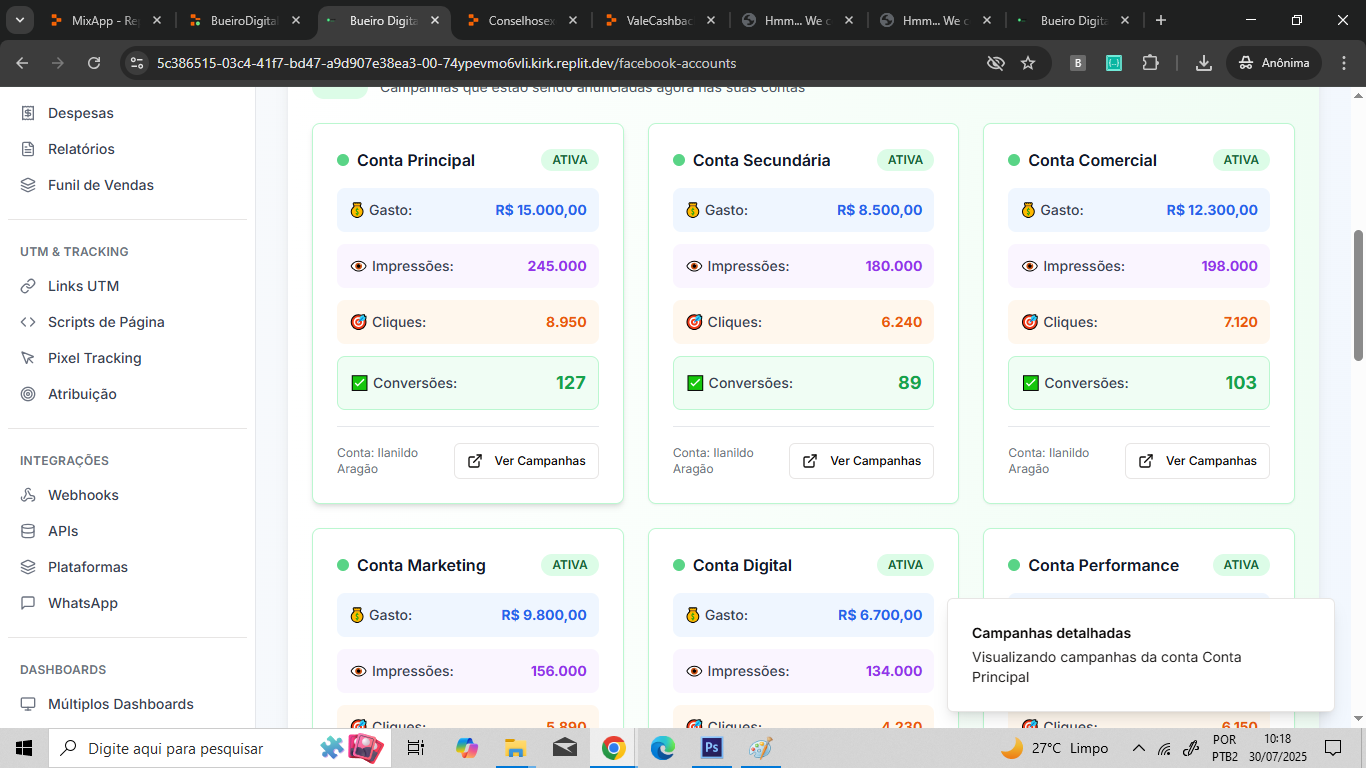 MixApp - Rep
BueiroDigital
Bueiro Digita
Conselhosex
ValeCashbac
Hmm... We c
Hmm... We c
Bueiro Digita
5c386515-03c4-41f7-bd47-a9d907e38ea3-00-74ypevmo6vli.kirk.replit.dev/facebook-accounts
Anônima
Despesas
Relatórios
Funil de Vendas
UTM & TRACKING
Links UTM
Scripts de Página
Pixel Tracking
Atribuição
INTEGRAÇÕES
Webhooks
APIs
Plataformas
WhatsApp
DASHBOARDS
Múltiplos Dashboards
Campanhas que estão sendo anunciadas agora nas suas contas
Conta Principal
ATIVA
Gasto:
R$ 15.000,00
Impressões:
245.000
Cliques:
8.950
Conversões:
127
Conta: Ilanildo
Aragão
Ver Campanhas
Conta Secundária
ATIVA
Gasto:
R$ 8.500,00
Impressões:
180.000
Cliques:
6.240
Conversões:
89
Conta: Ilanildo
Aragão
Ver Campanhas
Conta Comercial
ATIVA
Gasto:
R$ 12.300,00
Impressões:
198.000
Cliques:
7.120
Conversões:
103
Conta: Ilanildo
Aragão
Ver Campanhas
Conta Marketing
ATIVA
Gasto:
R$ 9.800,00
Impressões:
156.000
Cliques:
5.890
Conta Digital
ATIVA
Gasto:
R$ 6.700,00
Impressões:
134.000
Cliques:
4.230
Conta Performance
ATIVA
Cliques:
6.150
Campanhas detalhadas
Visualizando campanhas da conta Conta
Principal
Digite aqui para pesquisar
Ps
27°C Limpo
POR
PTB2
10:18
30/07/2025